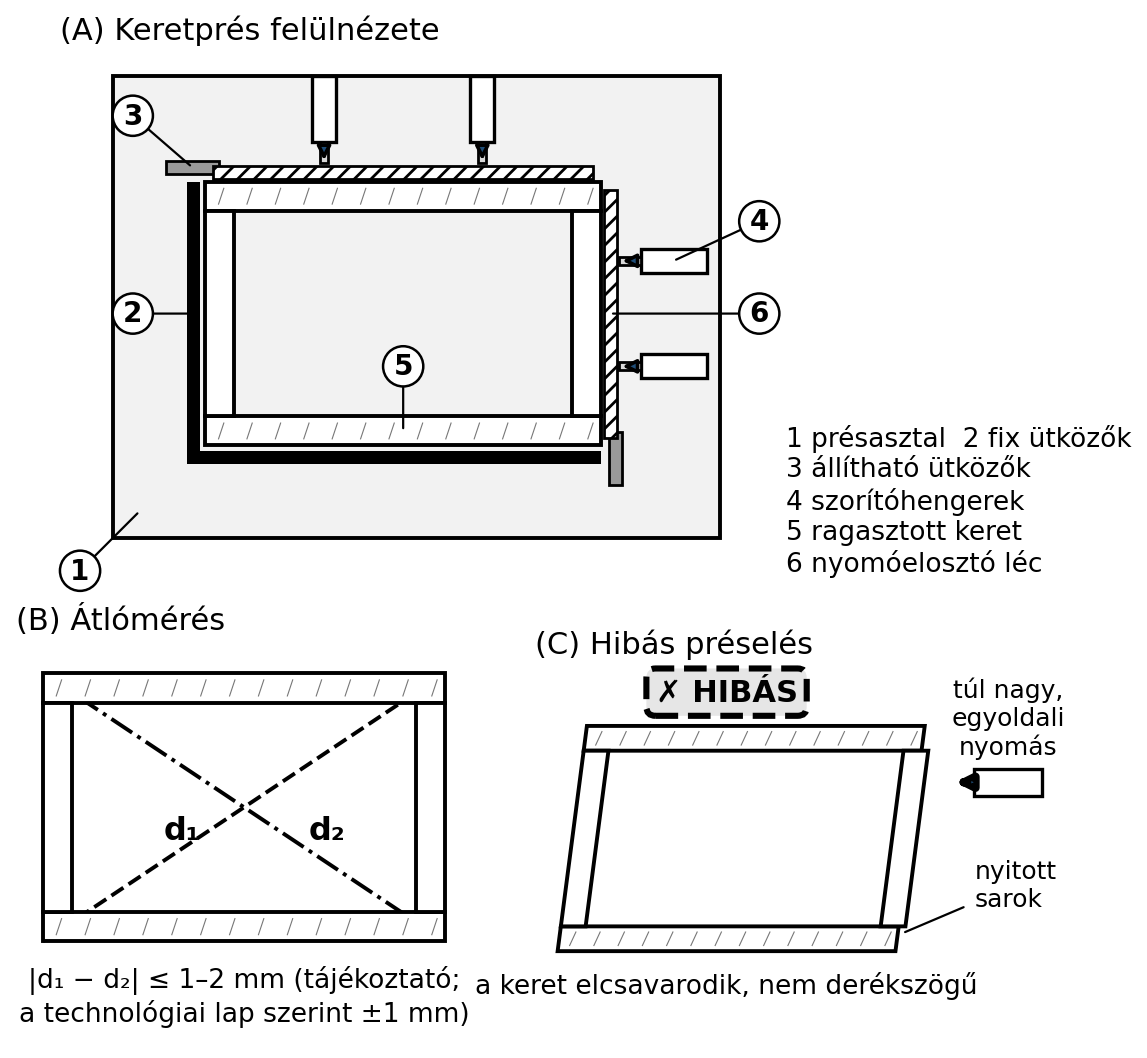 (A) Keretprés felülnézete
3
4
2
6
5
1 présasztal  2 fix ütközők
3 állítható ütközők
4 szorítóhengerek
5 ragasztott keret
6 nyomóelosztó léc
1
(B) Átlómérés
(C) Hibás préselés
✗ HIBÁS
túl nagy,
egyoldali
nyomás
d₁
d₂
nyitott
sarok
|d₁ − d₂| ≤ 1–2 mm (tájékoztató;
a technológiai lap szerint ±1 mm)
a keret elcsavarodik, nem derékszögű